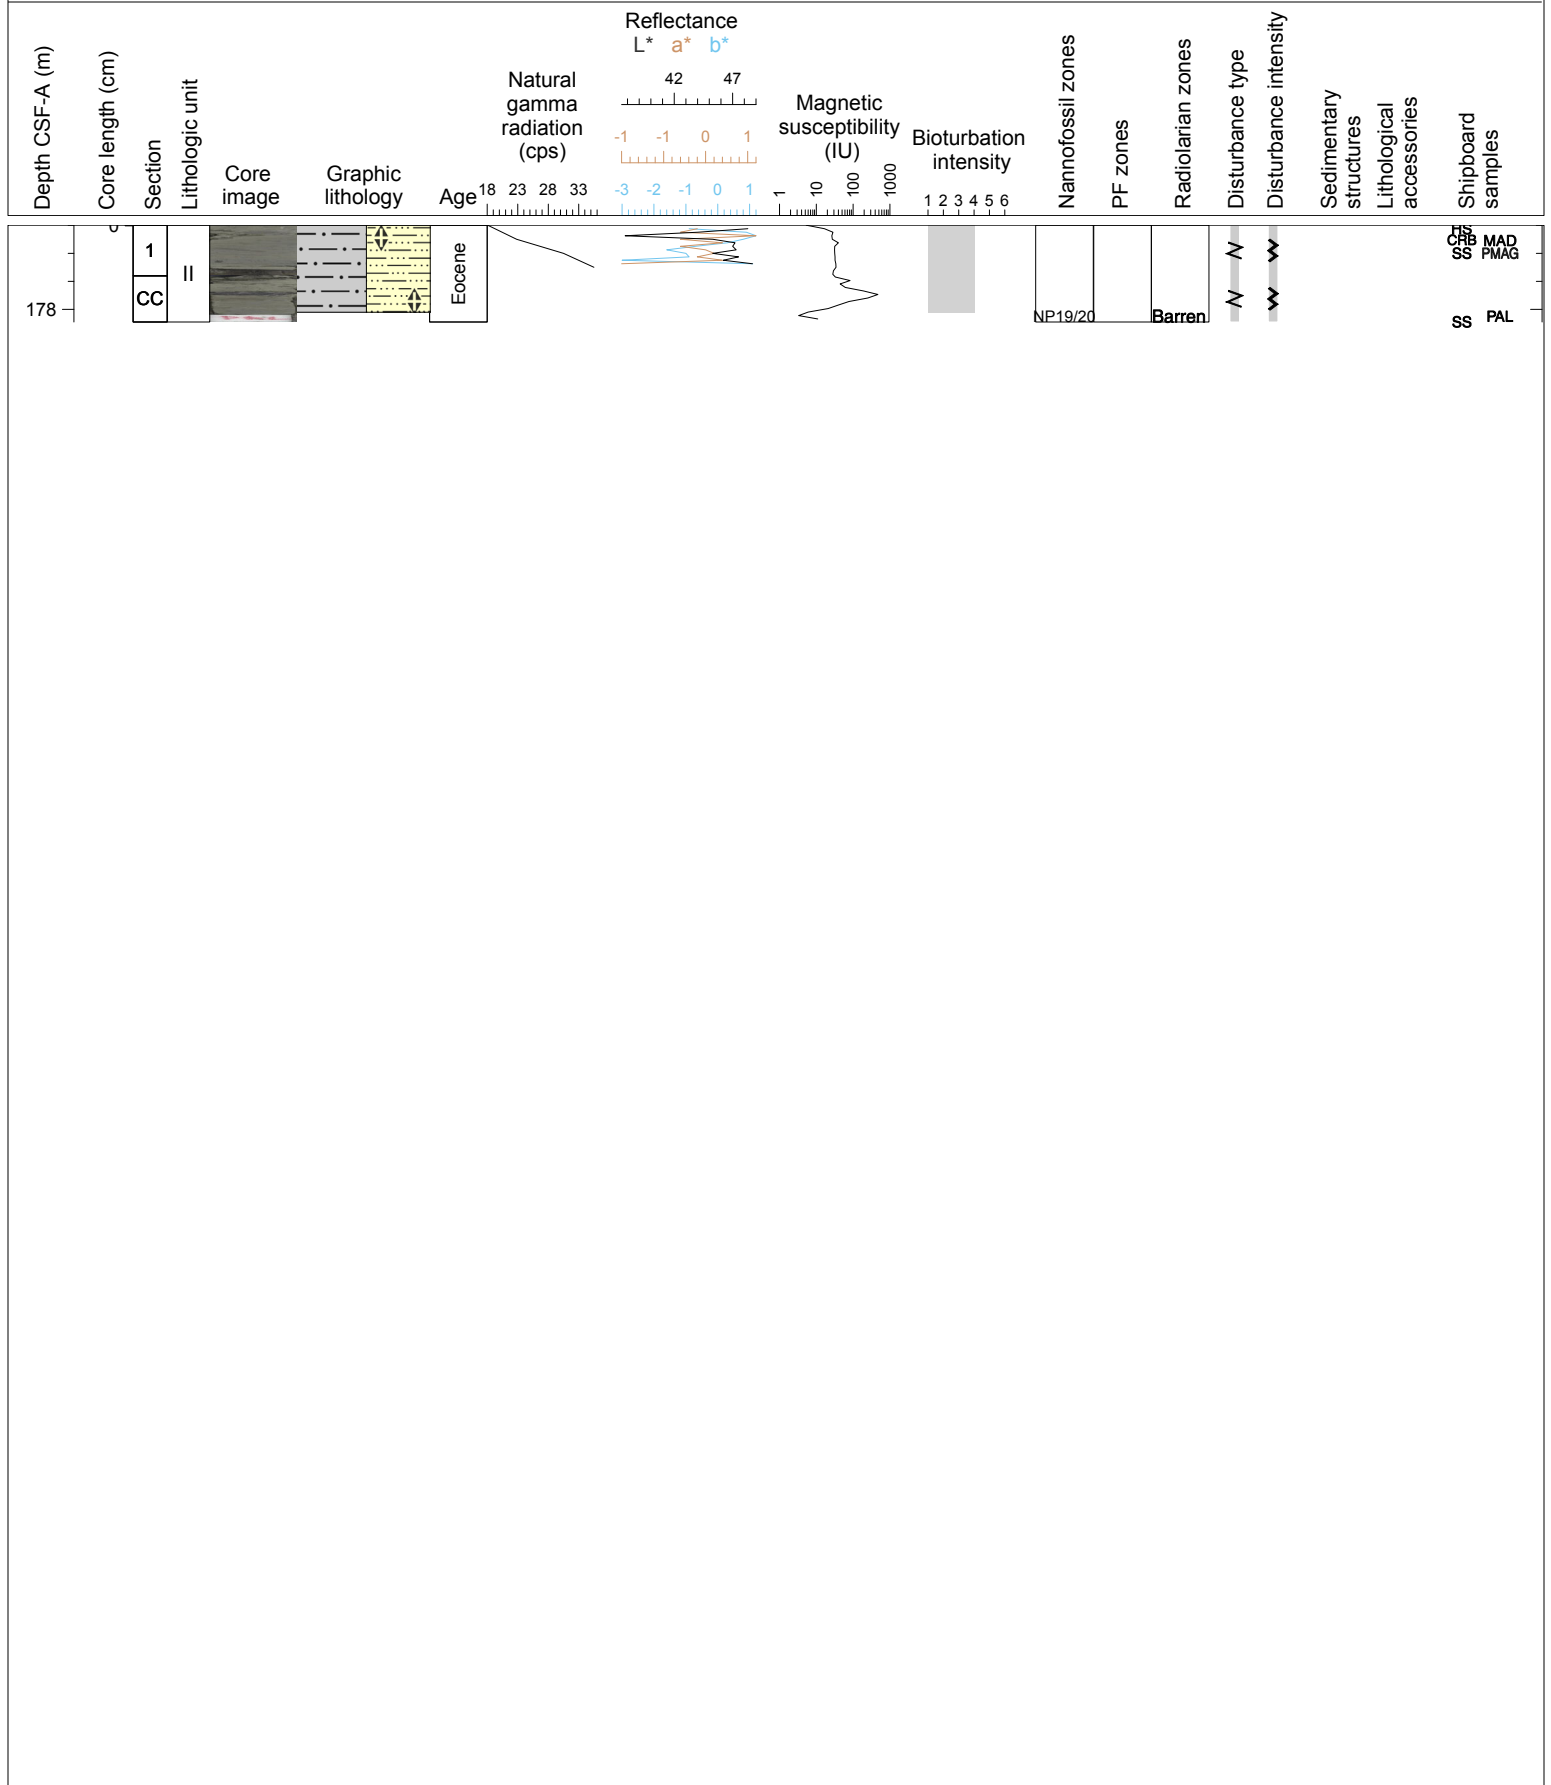 Depth CSF-A (m)
Core length (cm)
Section
Lithologic unit
Core
image
Graphic
lithology
Age
Natural
gamma
radiation
(cps)
18 23 28 33
Reflectance
L* a* b*
42 47
-1 -1 0 1
-3 -2 -1 0 1
Magnetic
susceptibility
(IU)
1 10 100 1000
Bioturbation
intensity
1 2 3 4 5 6
Nannofossil zones
PF zones
Radiolarian zones
Disturbance type
Disturbance intensity
Sedimentary
structures
Lithological
accessories
Shipboard
samples
178
1
CC
II
Eocene
NP19/20
Barren
HS
CRB MAD
SS PMAG
SS PAL